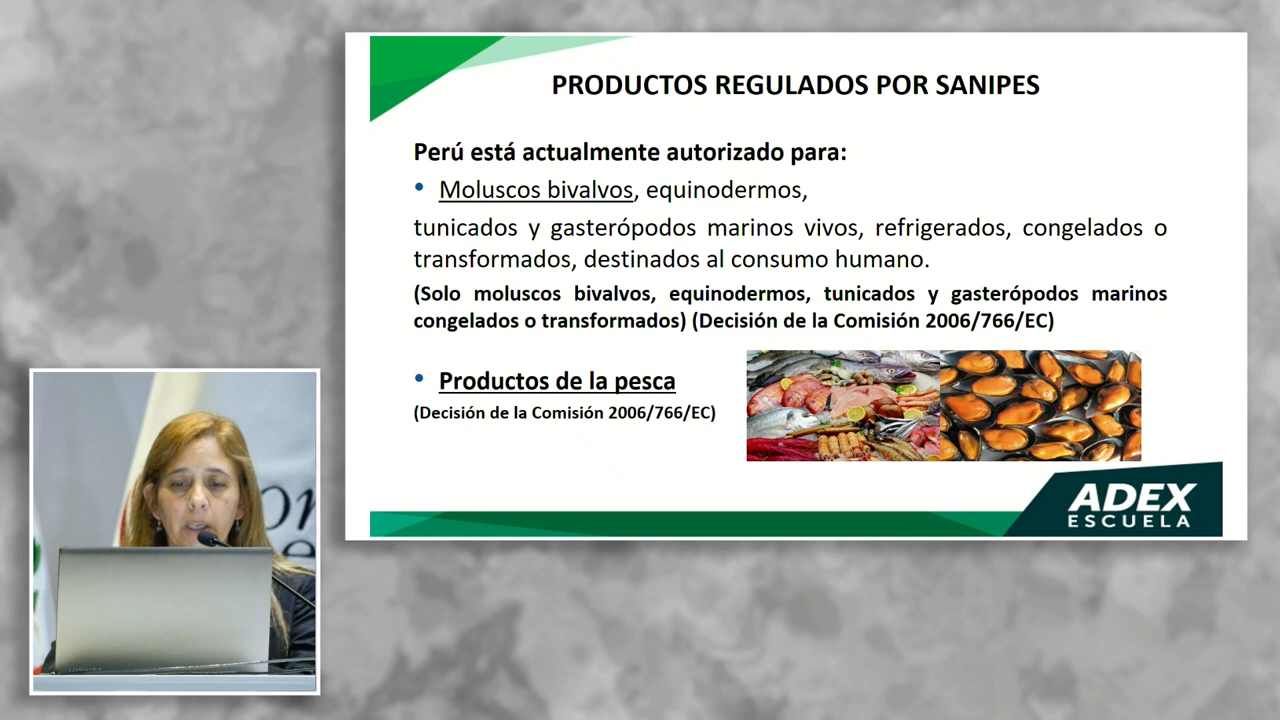 PRODUCTOS REGULADOS POR SANIPES
Perú está actualmente autorizado para:
• Moluscos bivalvos, equinodermos,
tunicados y gasterópodos marinos vivos, refrigerados, congelados o
transformados, destinados al consumo humano.
(Solo moluscos bivalvos, equinodermos, tunicados y gasterópodos marinos
congelados o transformados) (Decisión de la Comisión 2006/766/EC)
• Productos de la pesca
(Decisión de la Comisión 2006/766/EC)
ADEX
ESCUELA